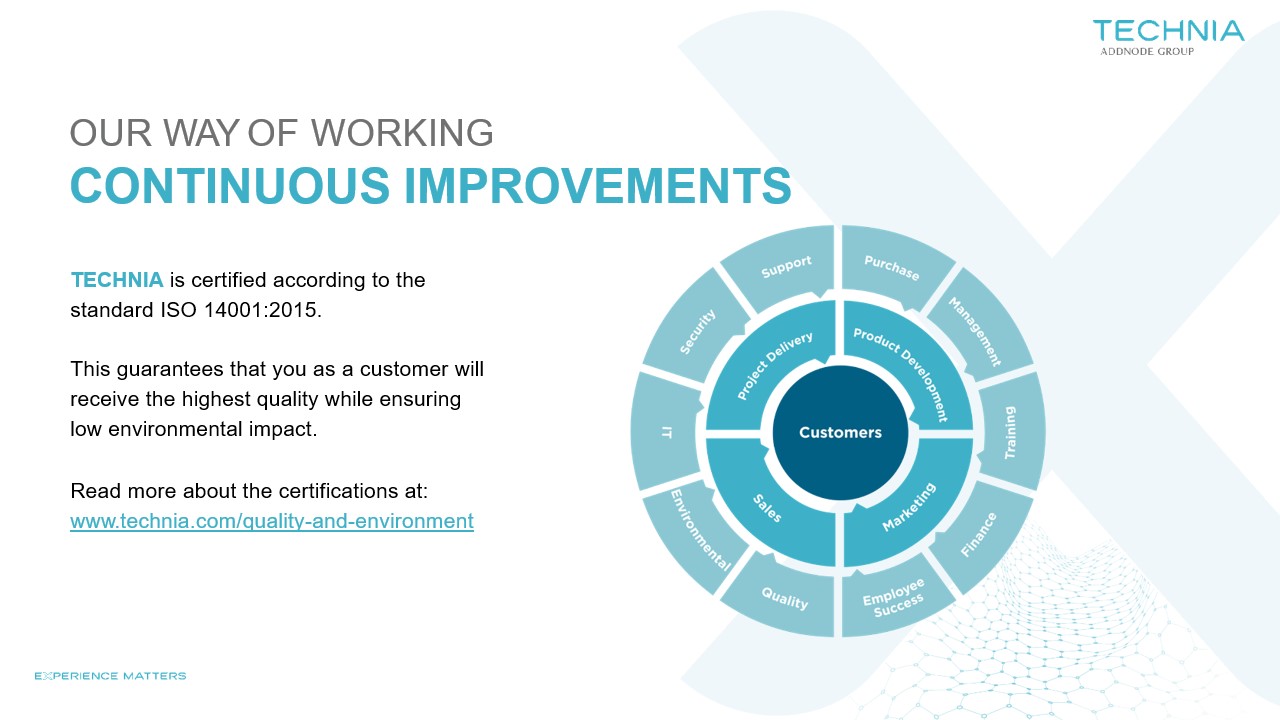 TECHNIA
ADDNODE GROUP
OUR WAY OF WORKING
CONTINUOUS IMPROVEMENTS
TECHNIA is certified according to the
standard ISO 14001:2015.
This guarantees that you as a customer will
receive the highest quality while ensuring
low environmental impact.
Read more about the certifications at:
www.technia.com/quality-and-environment
Support
Purchase
Management
Training
Finance
Employee
Success
Quality
Environmental
IT
Security
Project Delivery
Product Development
Marketing
Sales
Customers
EXPERIENCE MATTERS